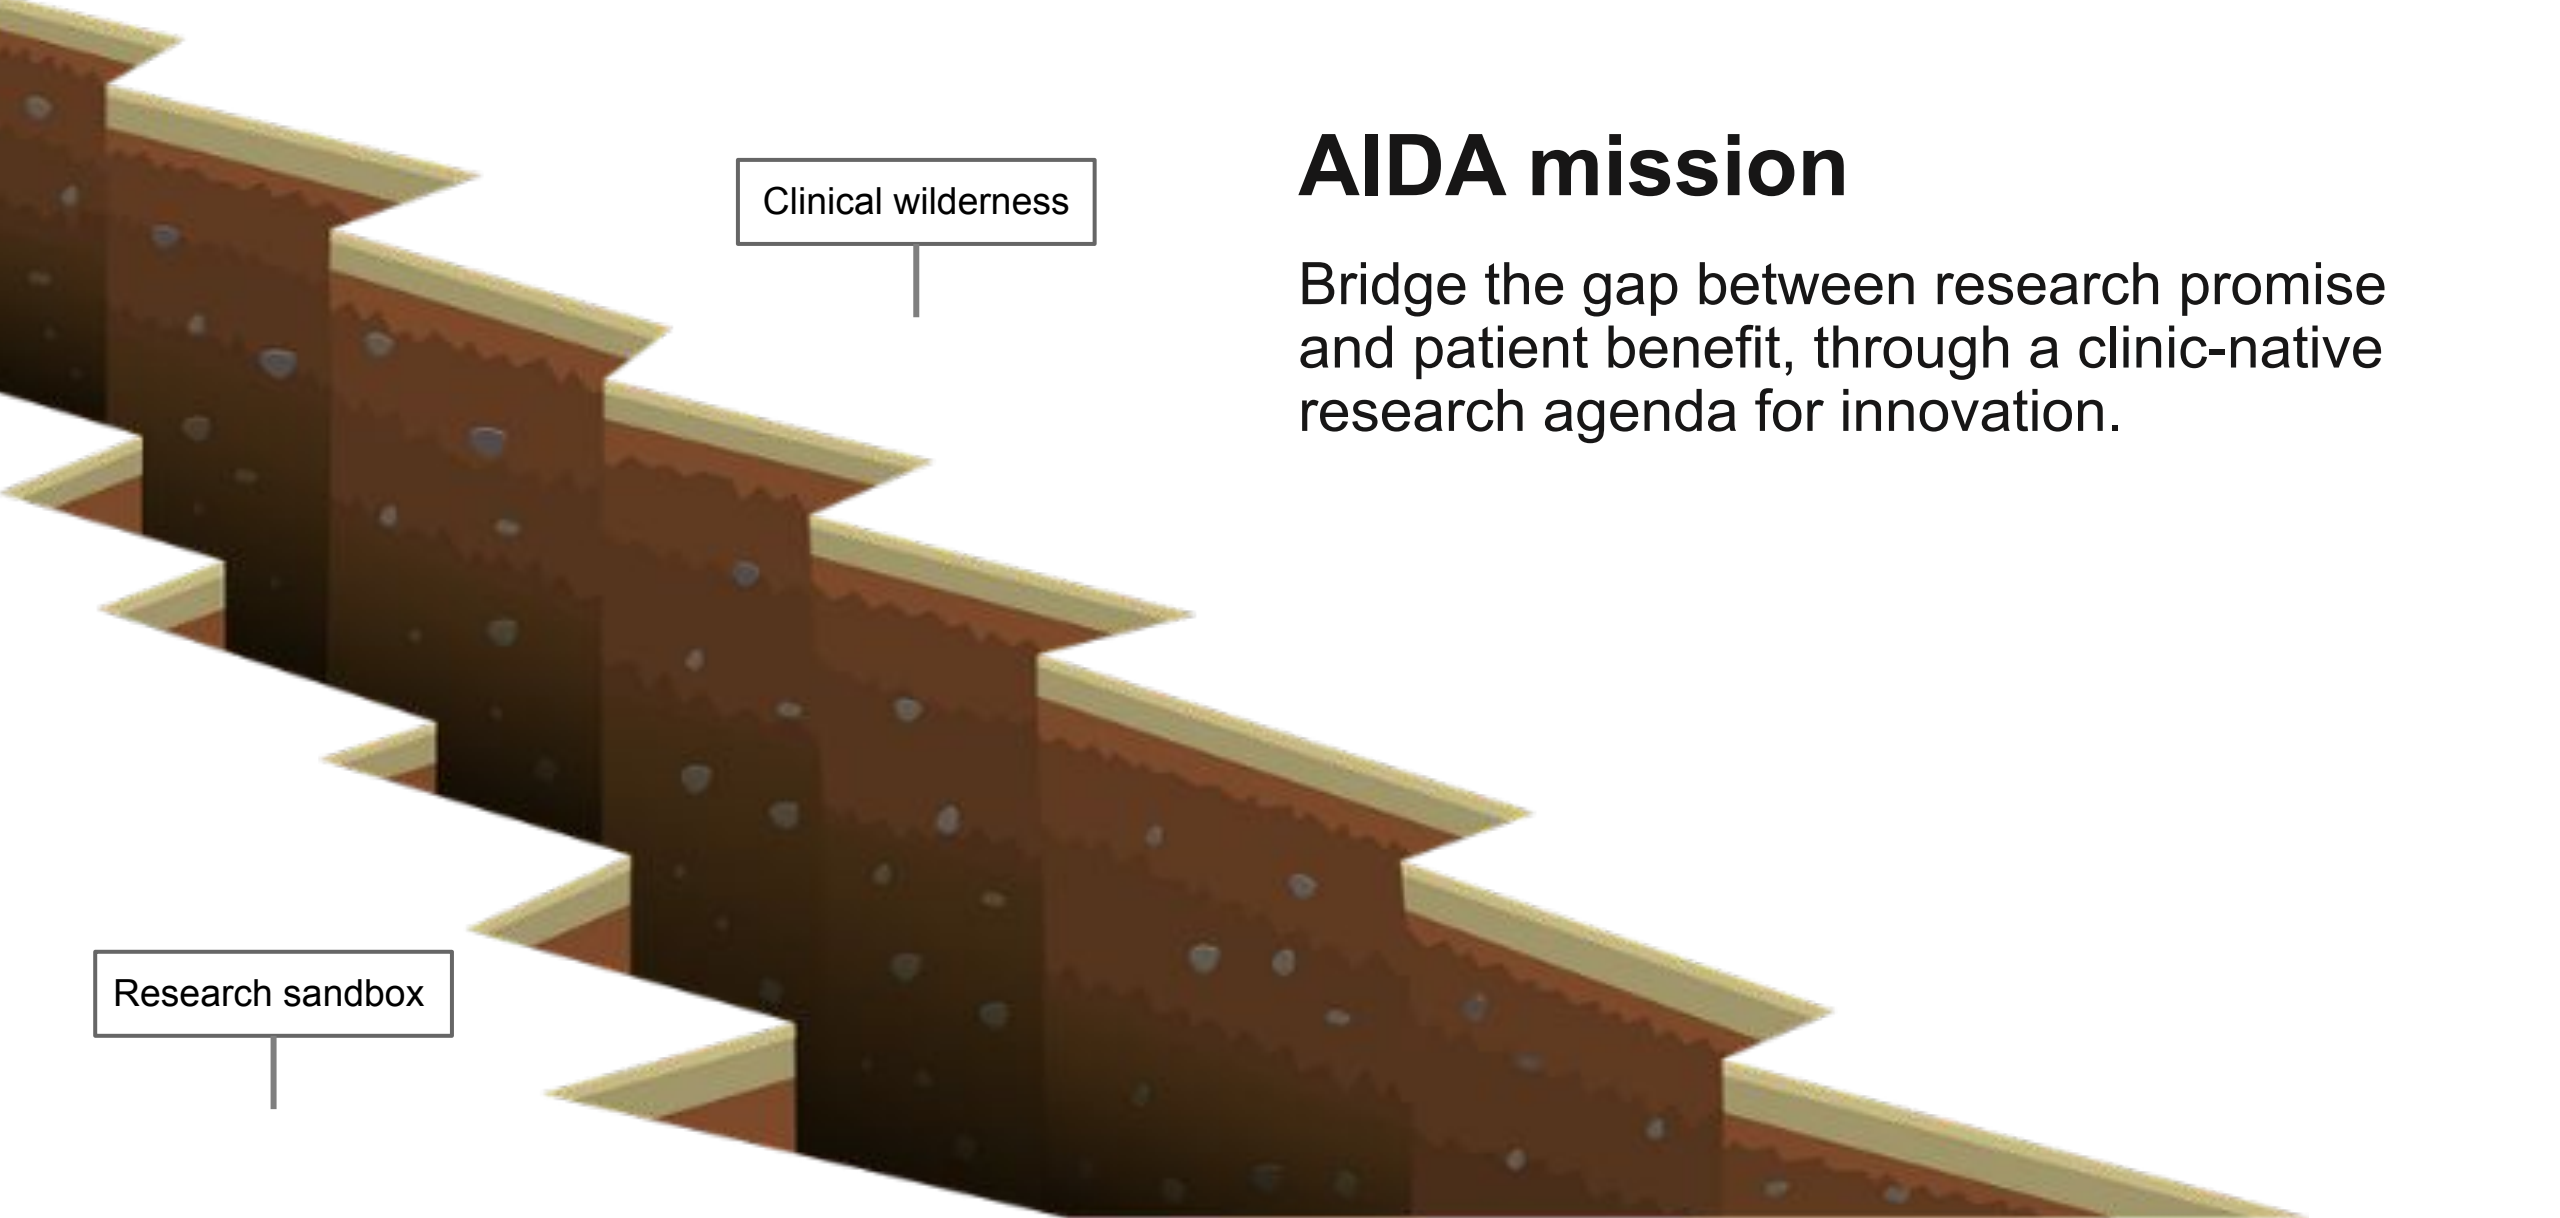 AIDA mission
Bridge the gap between research promise
and patient benefit, through a clinic-native
research agenda for innovation.
Clinical wilderness
Research sandbox